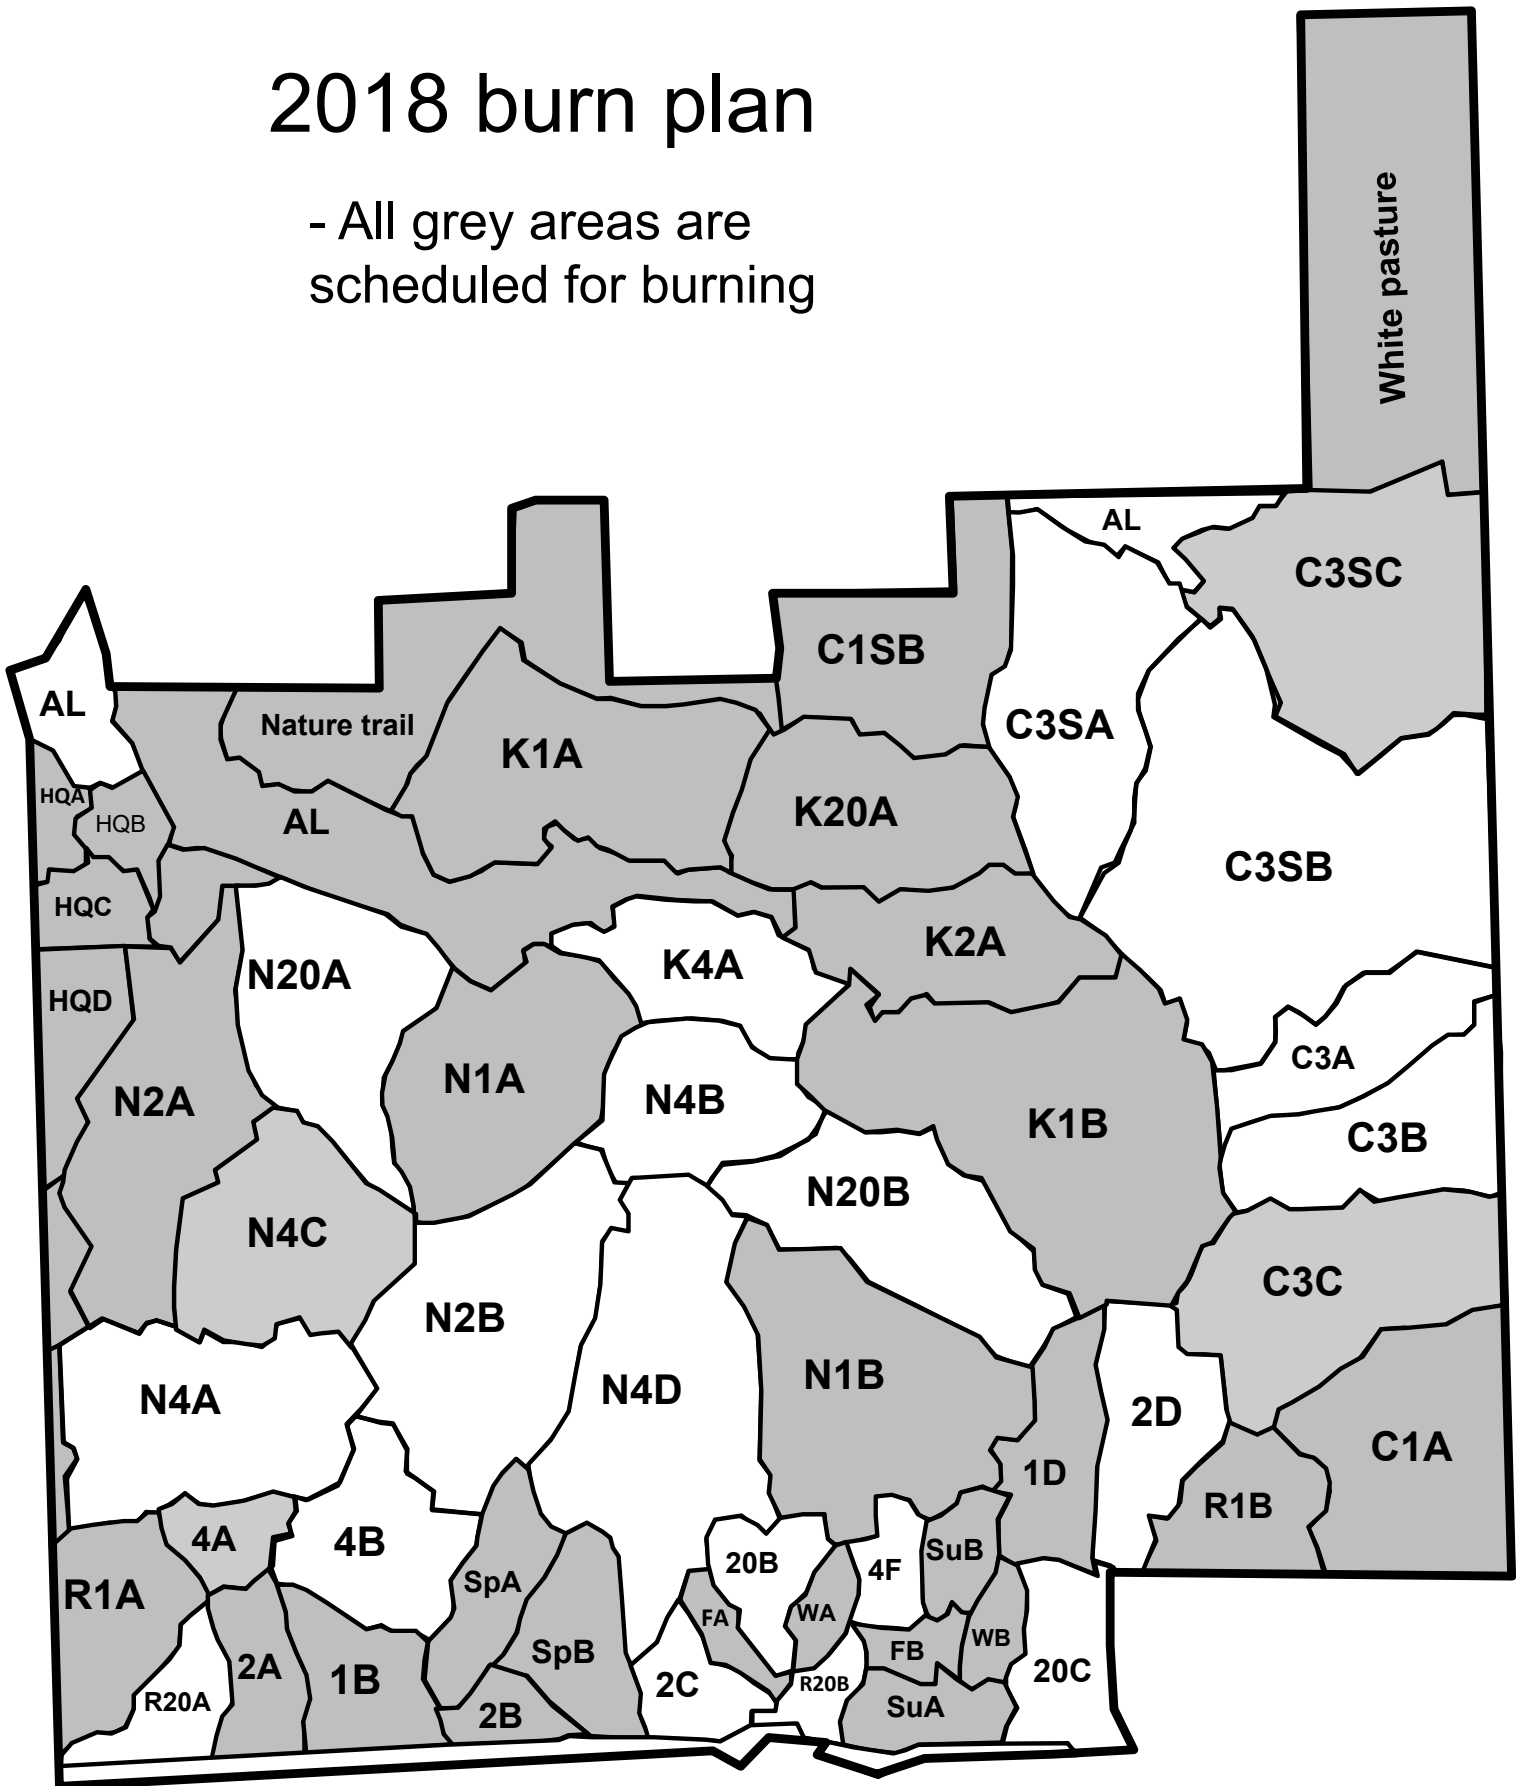 2018 burn plan
- All grey areas are
scheduled for burning
White pasture
AL
C3SC
C1SB
AL
Nature trail
C3SA
K1A
HQA
HQB
AL
K20A
C3SB
HQC
K2A
K4A
N20A
HQD
C3A
N1A
N4B
N2A
K1B
C3B
N20B
N4C
C3C
N2B
N1B
N4D
N4A
2D
C1A
1D
R1B
4A
4B
SuB
20B
4F
SpA
R1A
FA
WA
WB
FB
SpB
2A
1B
20C
2C
R20B
R20A
SuA
2B